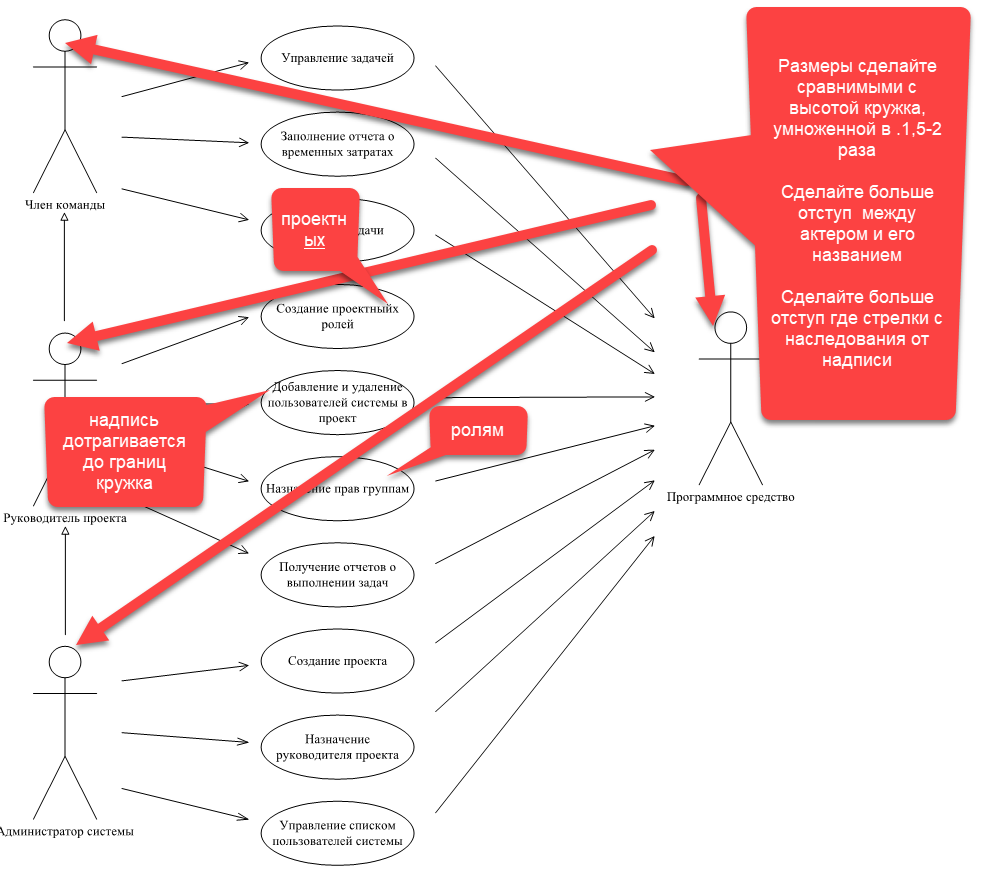 Управление задачей
Заполнение отчета о
временных затратах
Член команды
дачи
проектн
ых
Создание проектныйх
ролей
Добавление и удаление
пользователей системы в
проект
надпись
дотрагивается
до границ
кружка
ролям
Назначение прав группам
Руководитель проекта
Получение отчетов о
выполнении задач
Создание проекта
Назначение
руководителя проекта
Администратор системы
Управление списком
пользователей системы
Размеры сделайте
сравнимыми с
высотой кружка,
умноженной в .1,5-2
раза
Сделайте больше
отступ между
актером и его
названием
Сделайте больше
отступ где стрелки с
наследования от
надписи
Программное средство